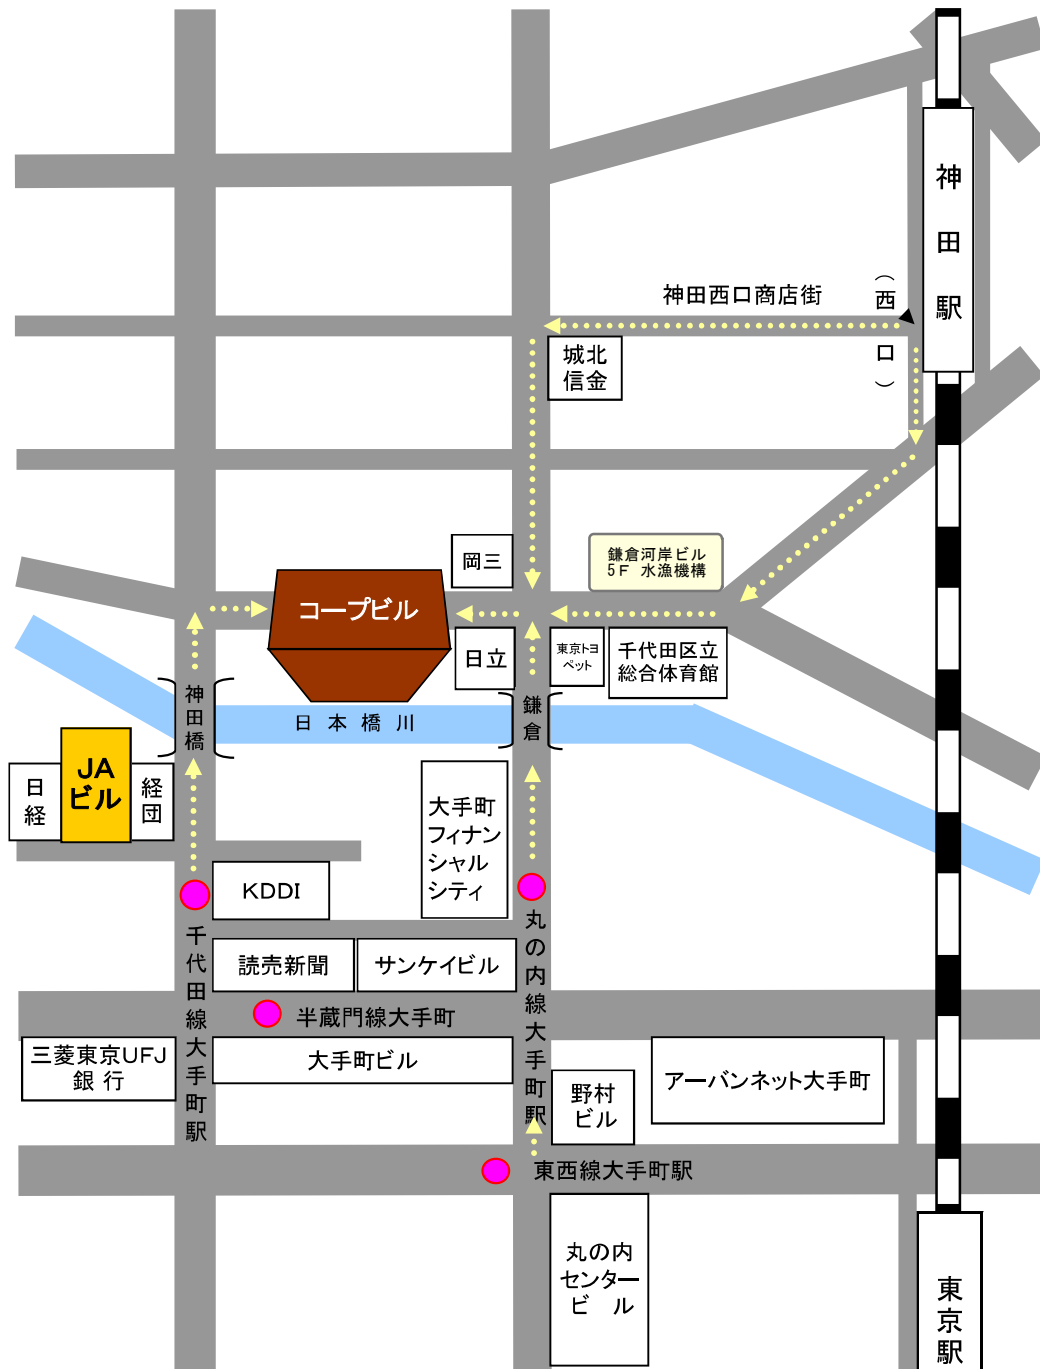 神田駅
（西口）
神田西口商店街
城北
信金
岡三
鎌倉河岸ビル
5F 水漁機構
コープビル
日立
東京トヨ
ペット
千代田区立
総合体育館
神田橋
日本橋川
鎌倉
JA
ビル
日経
経団
大手町
フィナン
シャル
シティ
KDDI
千代田線大手町駅
丸の内線大手町駅
読売新聞
サンケイビル
半蔵門線大手町
三菱東京UFJ
銀行
大手町ビル
野村
ビル
アーバンネット大手町
東西線大手町駅
丸の内
センター
ビル
東京駅